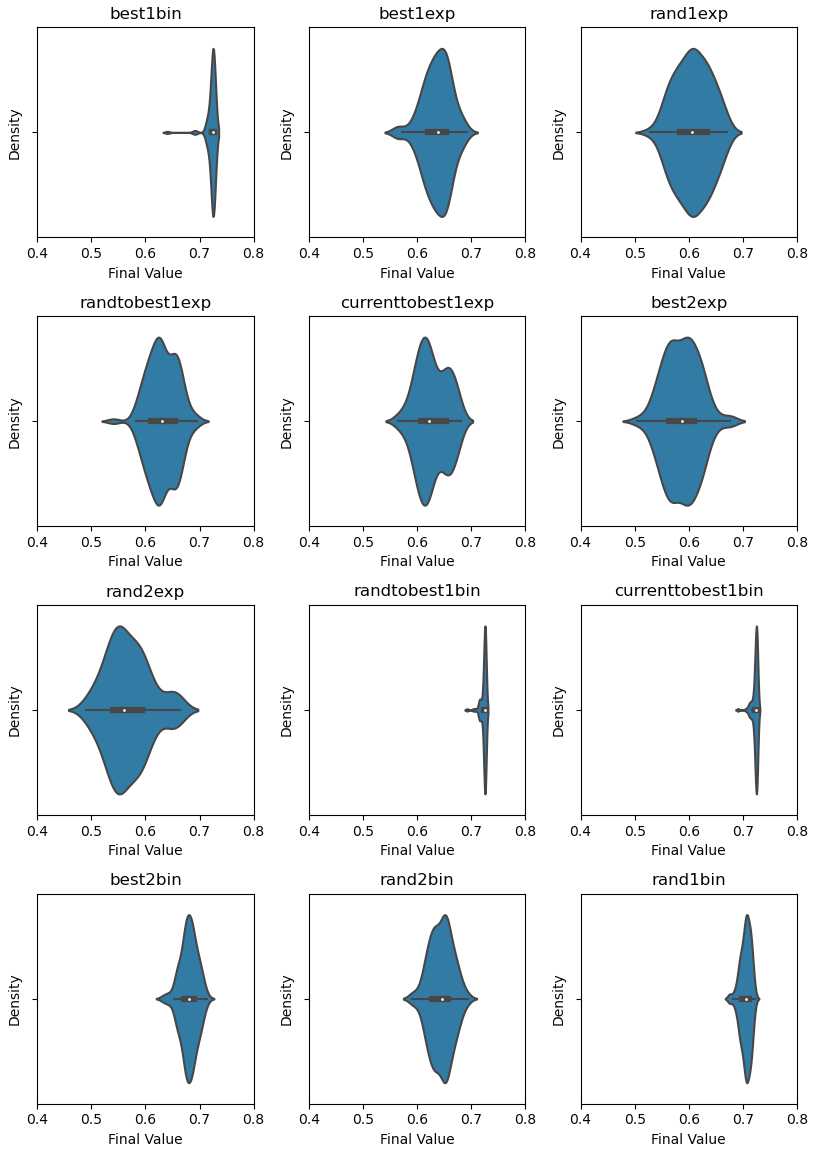 best1bin
best1exp
rand1exp
Density
Density
Density
0.4 0.5 0.6 0.7 0.8
0.4 0.5 0.6 0.7 0.8
0.4 0.5 0.6 0.7 0.8
Final Value
Final Value
Final Value
randtobest1exp
currenttobest1exp
best2exp
Density
Density
Density
0.4 0.5 0.6 0.7 0.8
0.4 0.5 0.6 0.7 0.8
0.4 0.5 0.6 0.7 0.8
Final Value
Final Value
Final Value
rand2exp
randtobest1bin
currenttobest1bin
Density
Density
Density
0.4 0.5 0.6 0.7 0.8
0.4 0.5 0.6 0.7 0.8
0.4 0.5 0.6 0.7 0.8
Final Value
Final Value
Final Value
best2bin
rand2bin
rand1bin
Density
Density
Density
0.4 0.5 0.6 0.7 0.8
0.4 0.5 0.6 0.7 0.8
0.4 0.5 0.6 0.7 0.8
Final Value
Final Value
Final Value